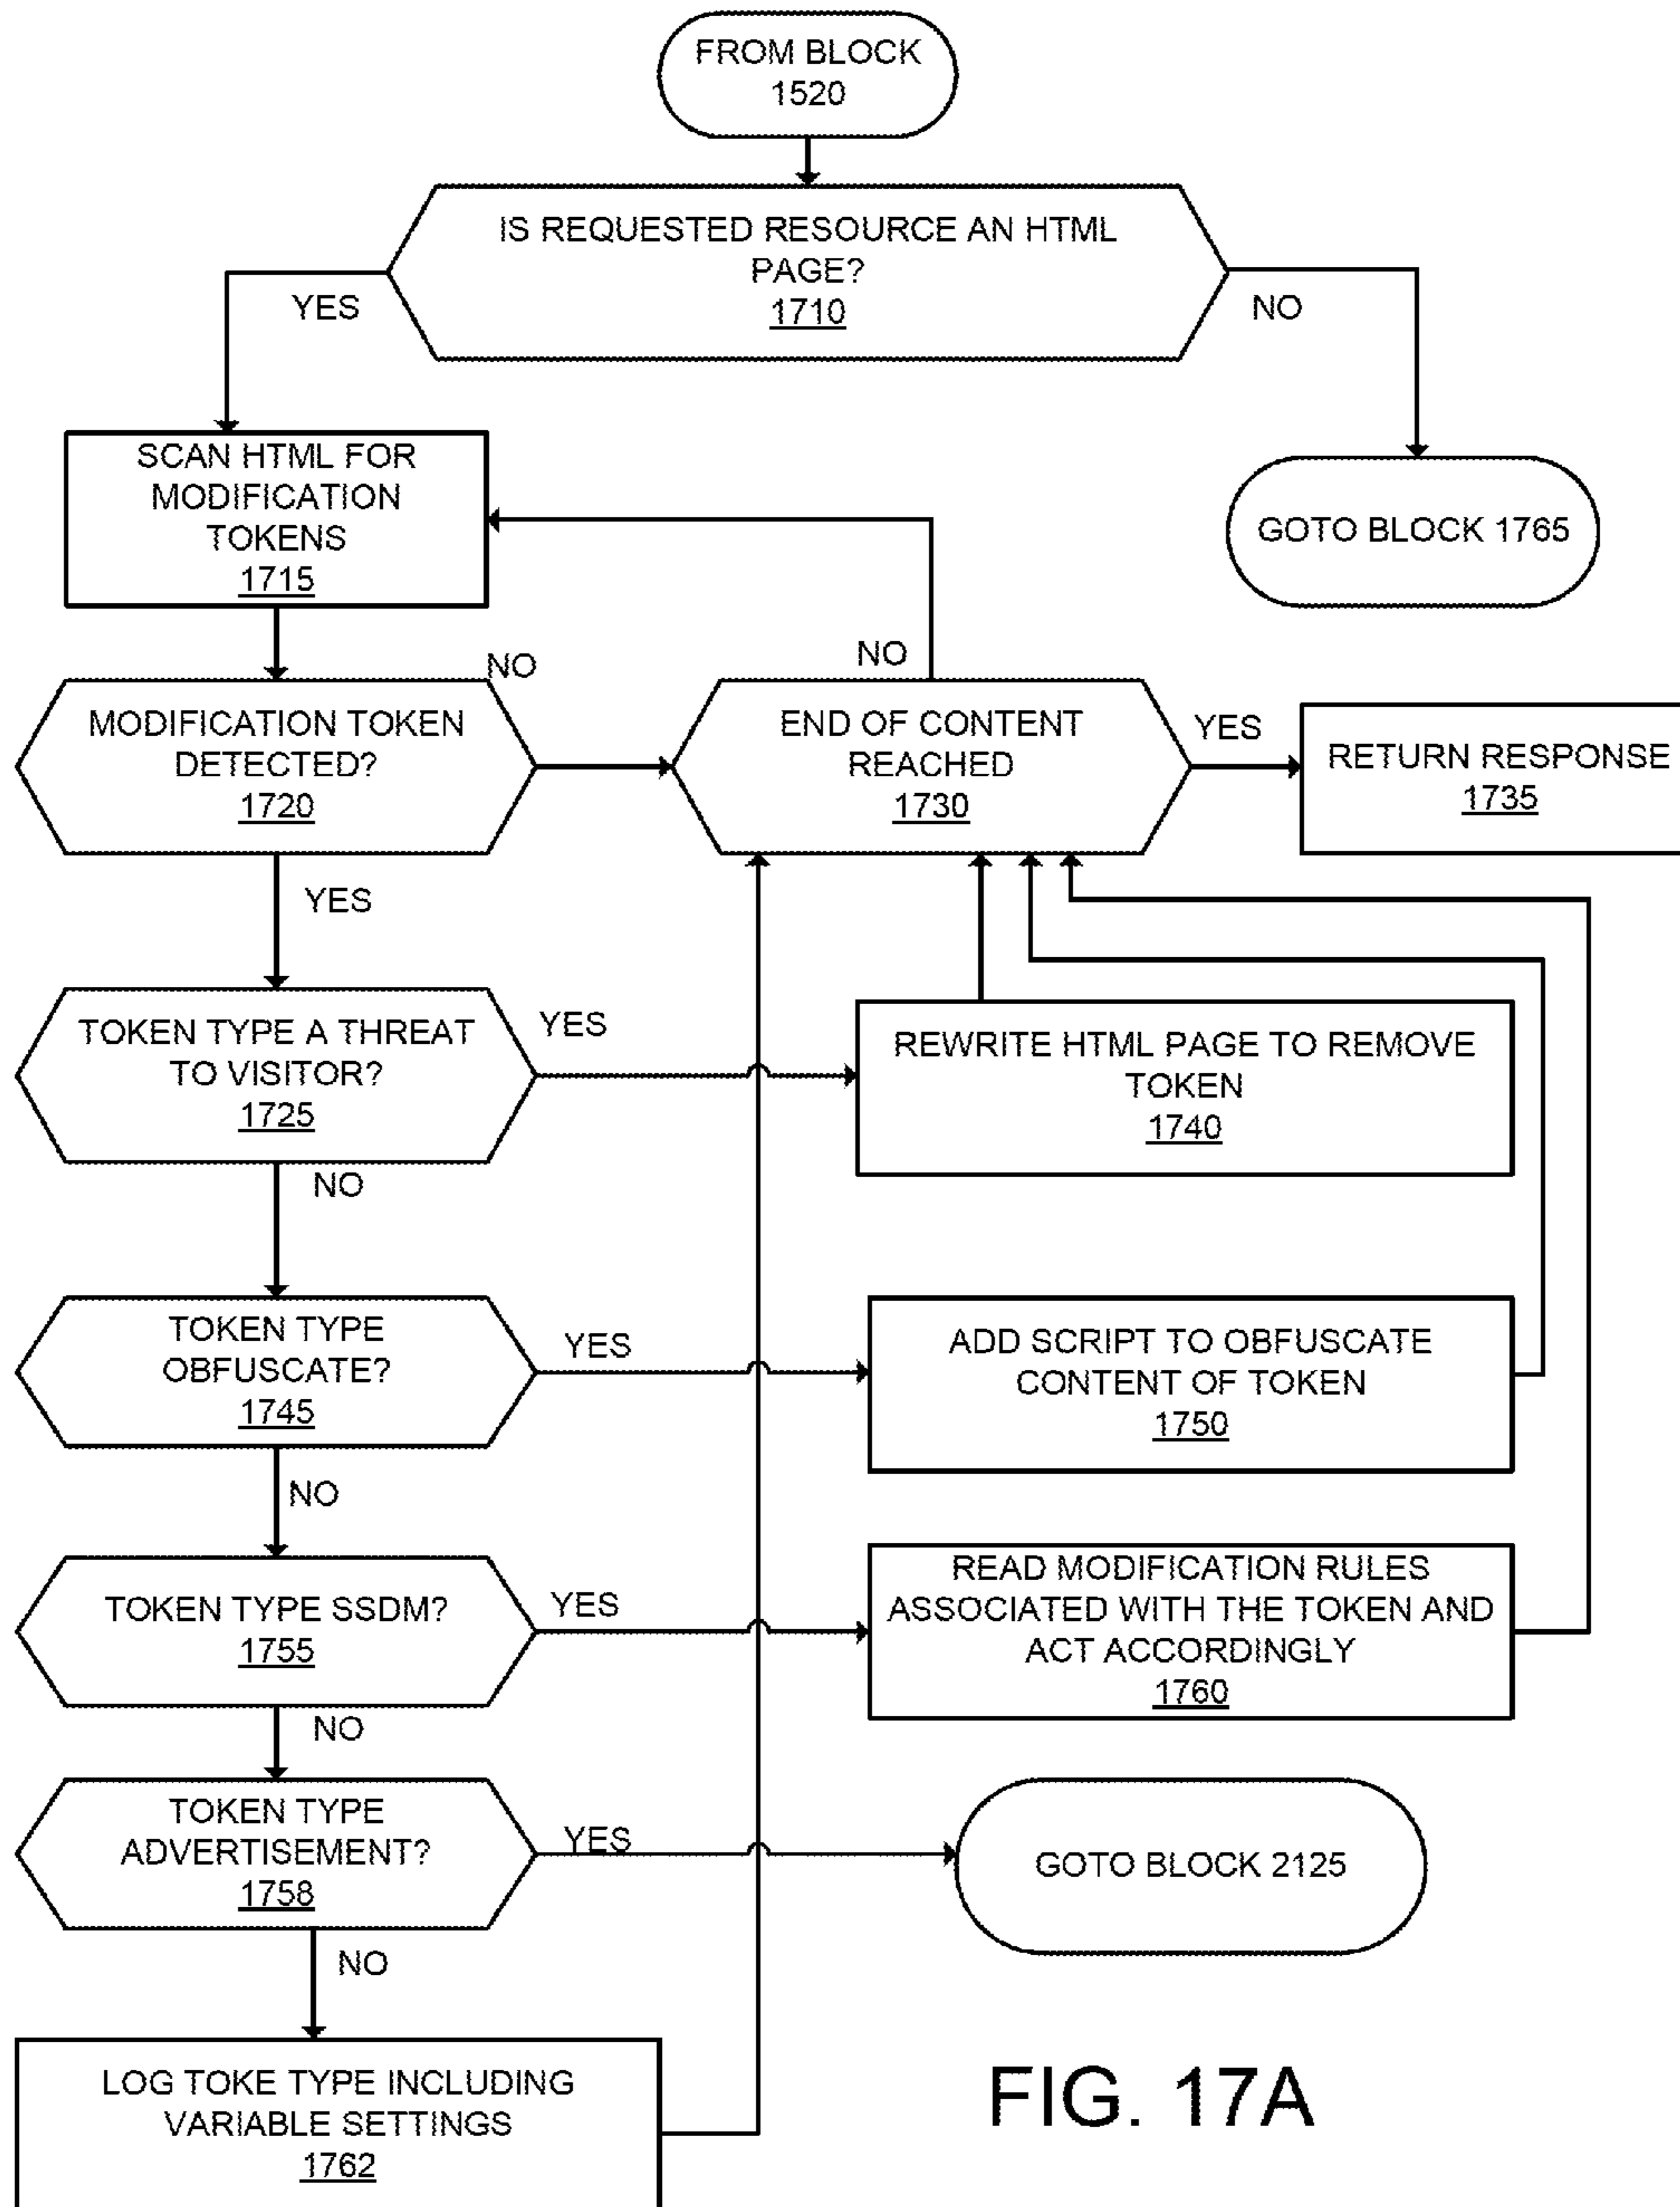 FROM BLOCK
1520
IS REQUESTED RESOURCE AN HTML
PAGE?
1710
YES
NO
SCAN HTML FOR
MODIFICATION
TOKENS
1715
GOTO BLOCK 1765
NO
NO
MODIFICATION TOKEN
DETECTED?
1720
END OF CONTENT
REACHED
1730
YES
RETURN RESPONSE
1735
YES
TOKEN TYPE A THREAT
TO VISITOR?
1725
YES
REWRITE HTML PAGE TO REMOVE
TOKEN
1740
NO
TOKEN TYPE
OBFUSCATE?
1745
YES
ADD SCRIPT TO OBFUSCATE
CONTENT OF TOKEN
1750
NO
TOKEN TYPE SSDM?
1755
YES
READ MODIFICATION RULES
ASSOCIATED WITH THE TOKEN AND
ACT ACCORDINGLY
1760
NO
TOKEN TYPE
ADVERTISEMENT?
1758
YES
GOTO BLOCK 2125
NO
LOG TOKE TYPE INCLUDING
VARIABLE SETTINGS
1762
FIG. 17A